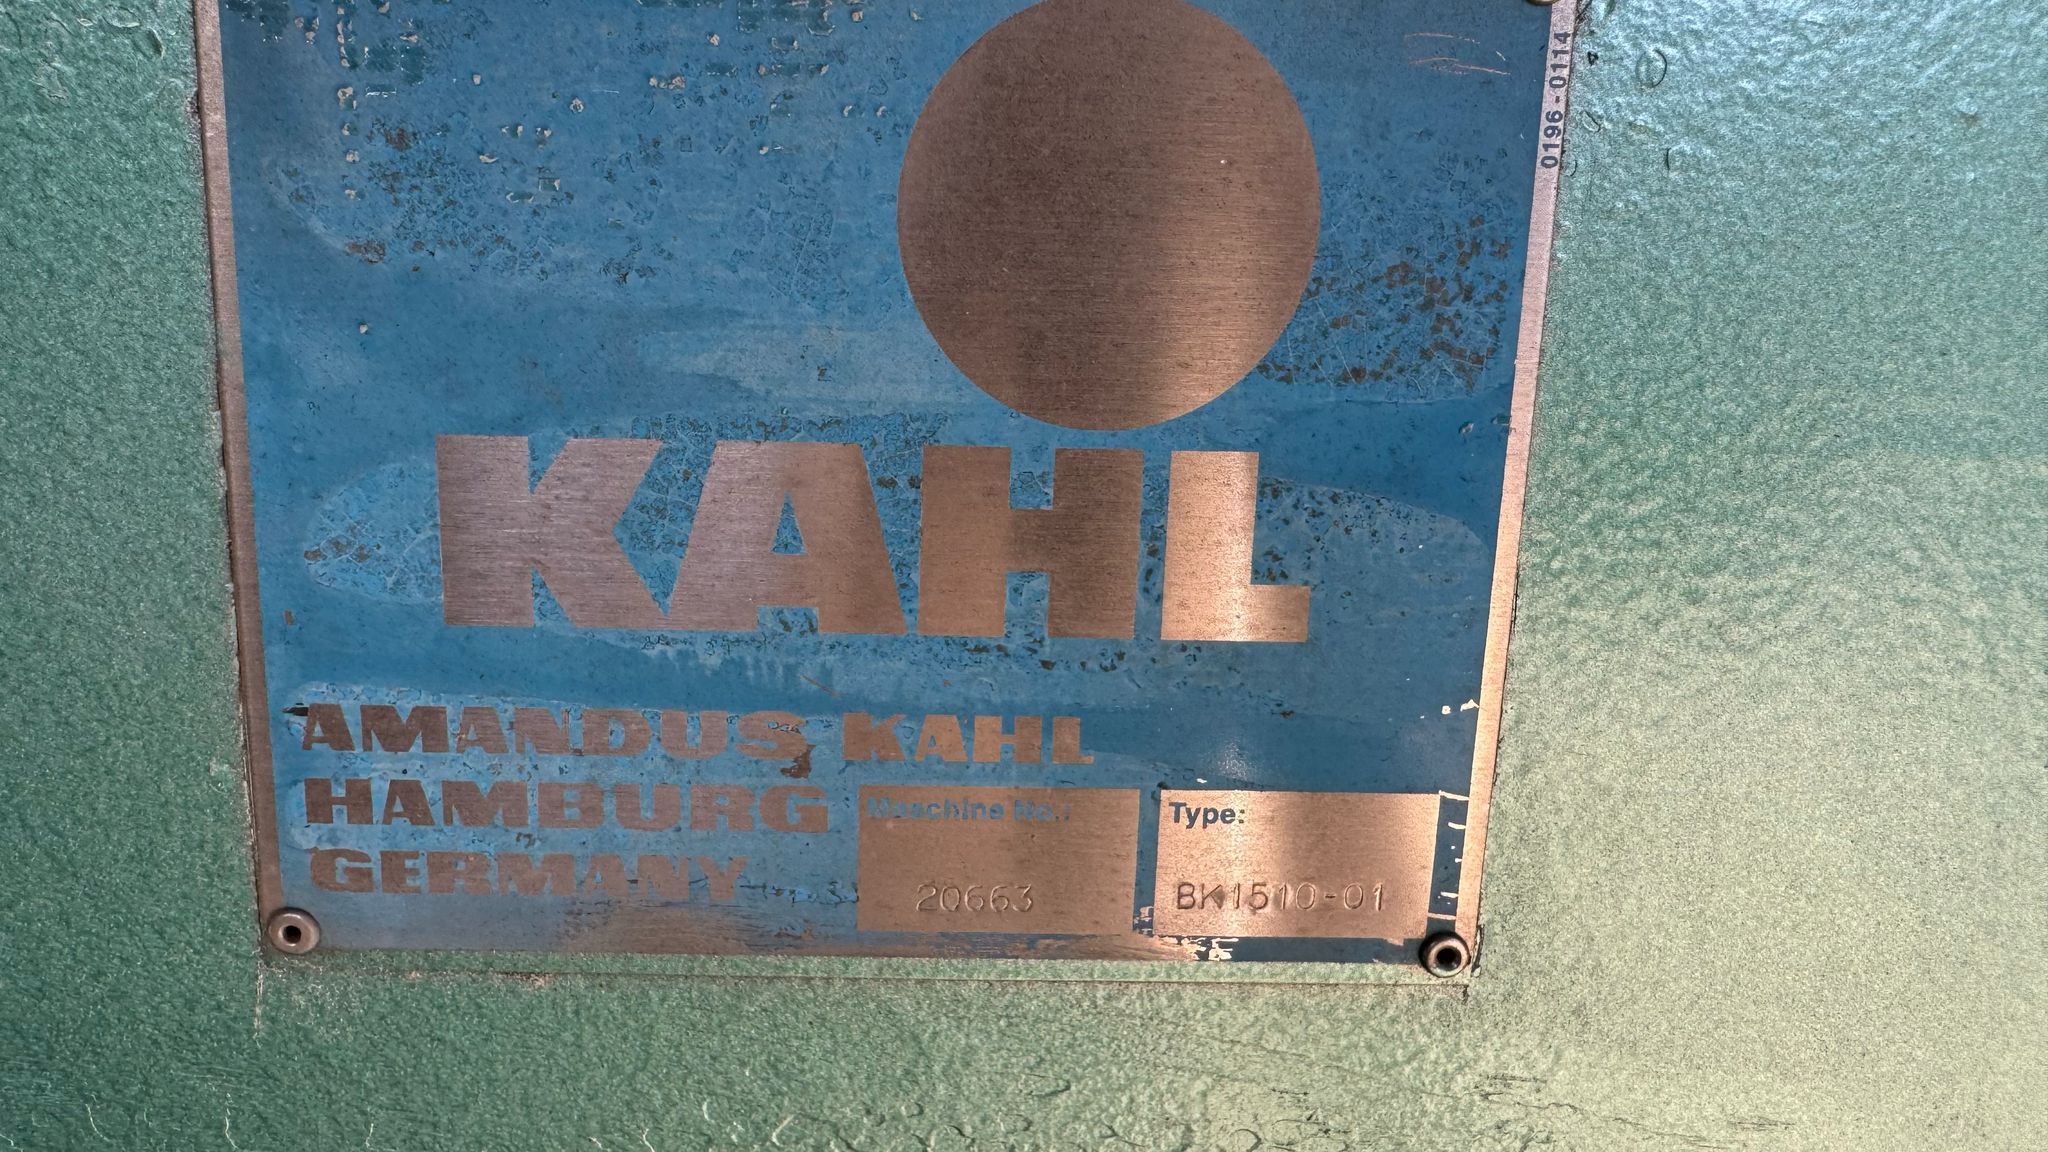 0196-0114
KAHL
AMANDUS KAHL
HAMBURG
GERMANY
Maschine No.:
20663
Type:
BK1510-01